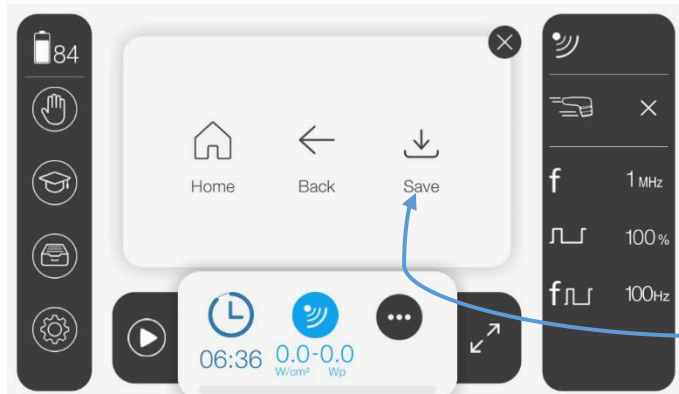 84
Home Back Save
06:36 0.0-0.0
W/cm² Wp
f 1 MHz
100 %
f 100Hz